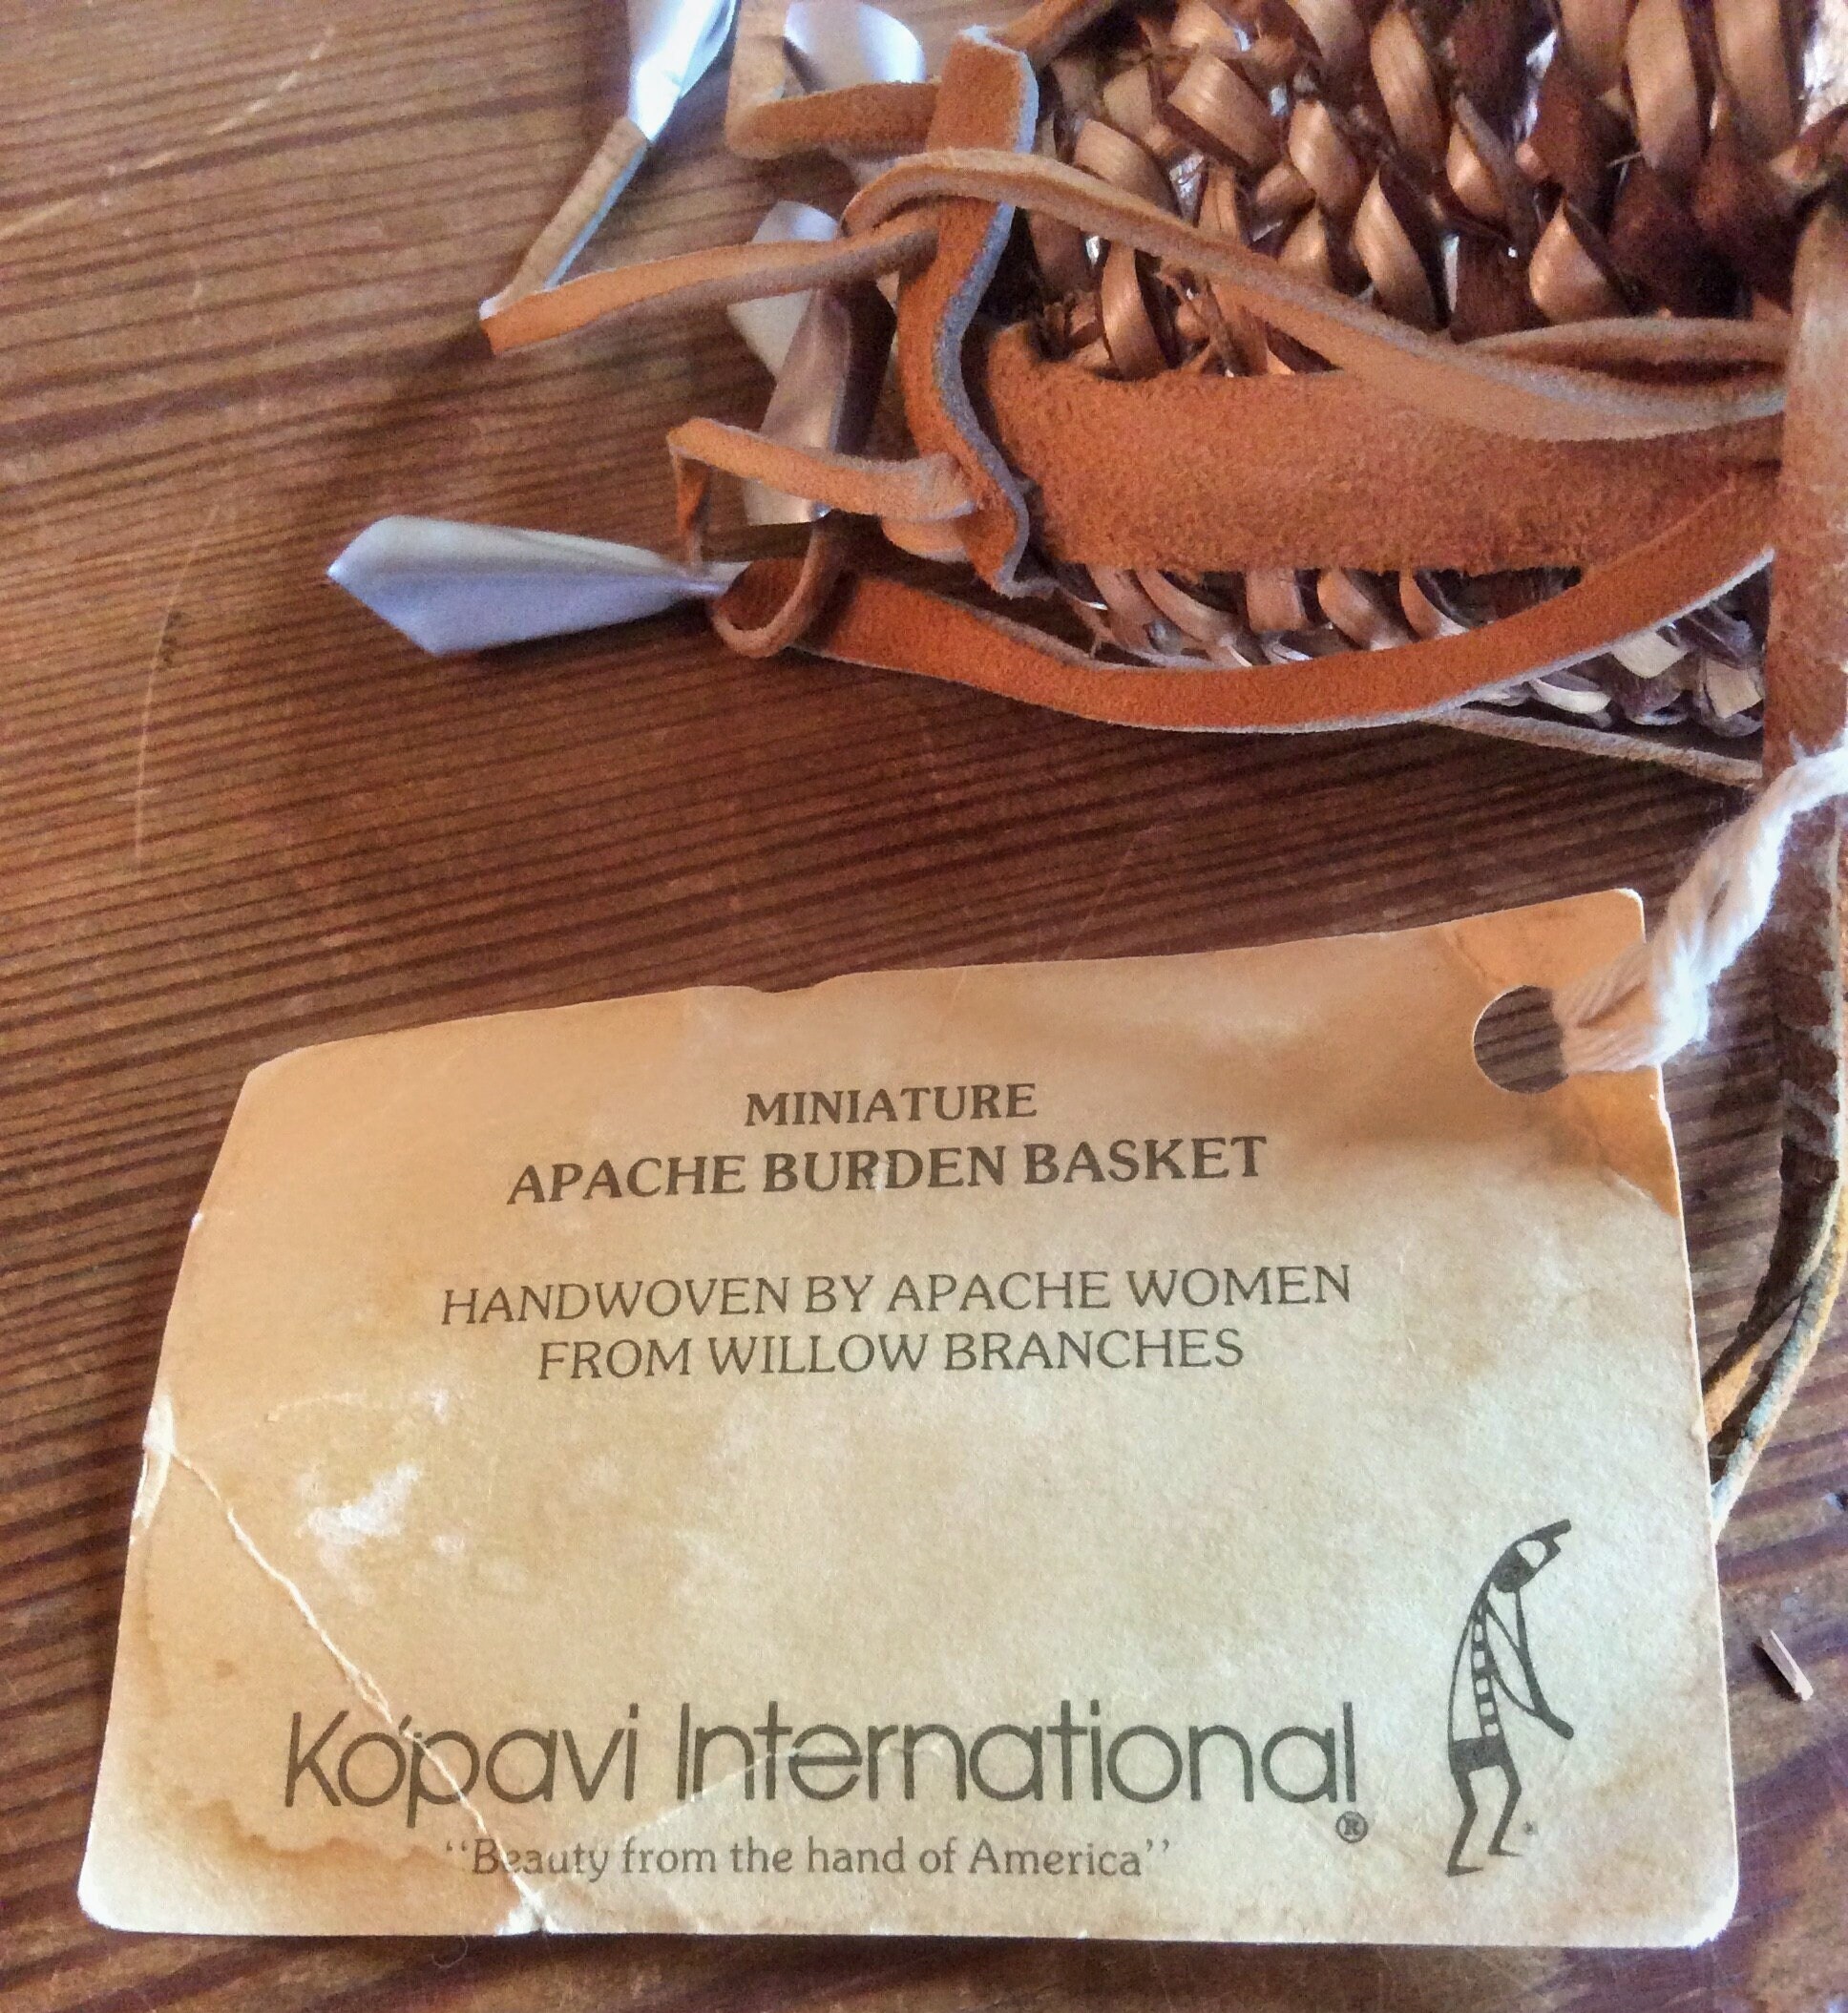 MINIATURE
APACHE BURDEN BASKET
HANDWOVEN BY APACHE WOMEN
FROM WILLOW BRANCHES
Kópavi International®
“Beauty from the hand of America”